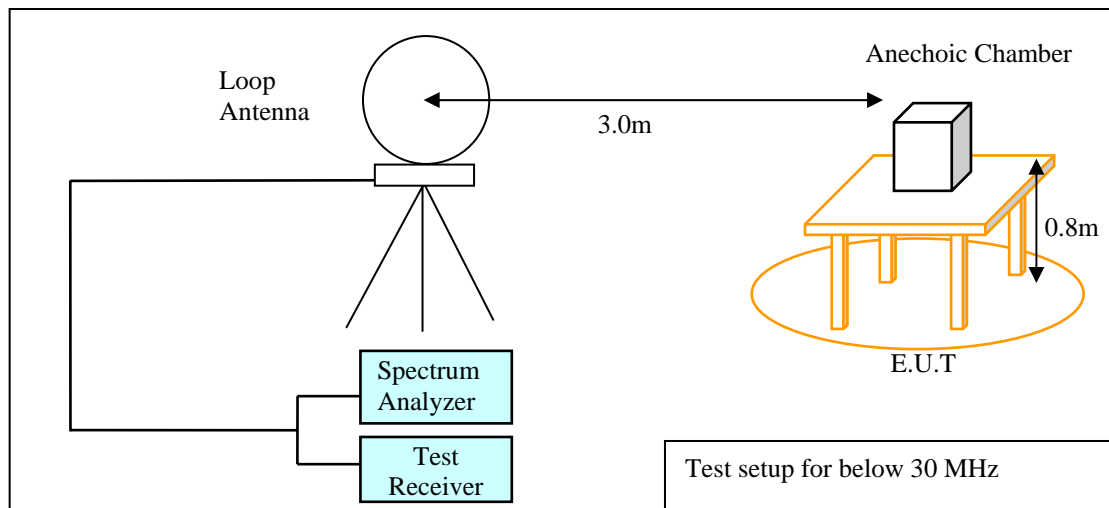 Anechoic Chamber
Loop
Antenna
3.0m
0.8m
E.U.T
Spectrum
Analyzer
Test
Receiver
Test setup for below 30 MHz